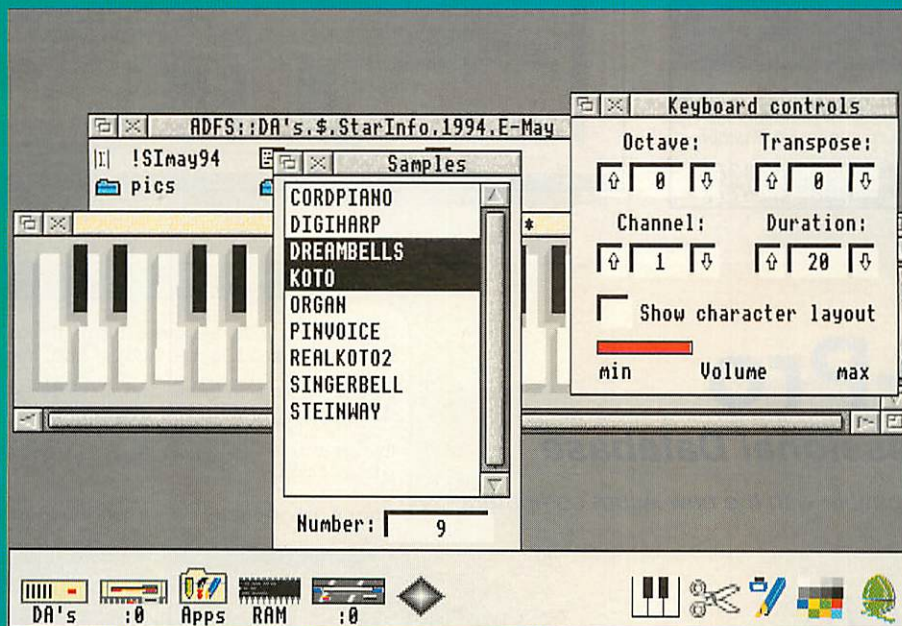 ADFS::DA's.$.StarInfo.1994.E-May
!SImay94
pics
Samples
CORDPIANO
DIGIHARP
DREAMBELLS
KOTO
ORGAN
PINVOICE
REALKOTO2
SINGERBELL
STEINWAY
Number: 9
*
Keyboard controls
Octave: Transpose:
0 0
Channel: Duration:
1 20
Show character layout
min Volume max
DA's :0 Apps RAM :0